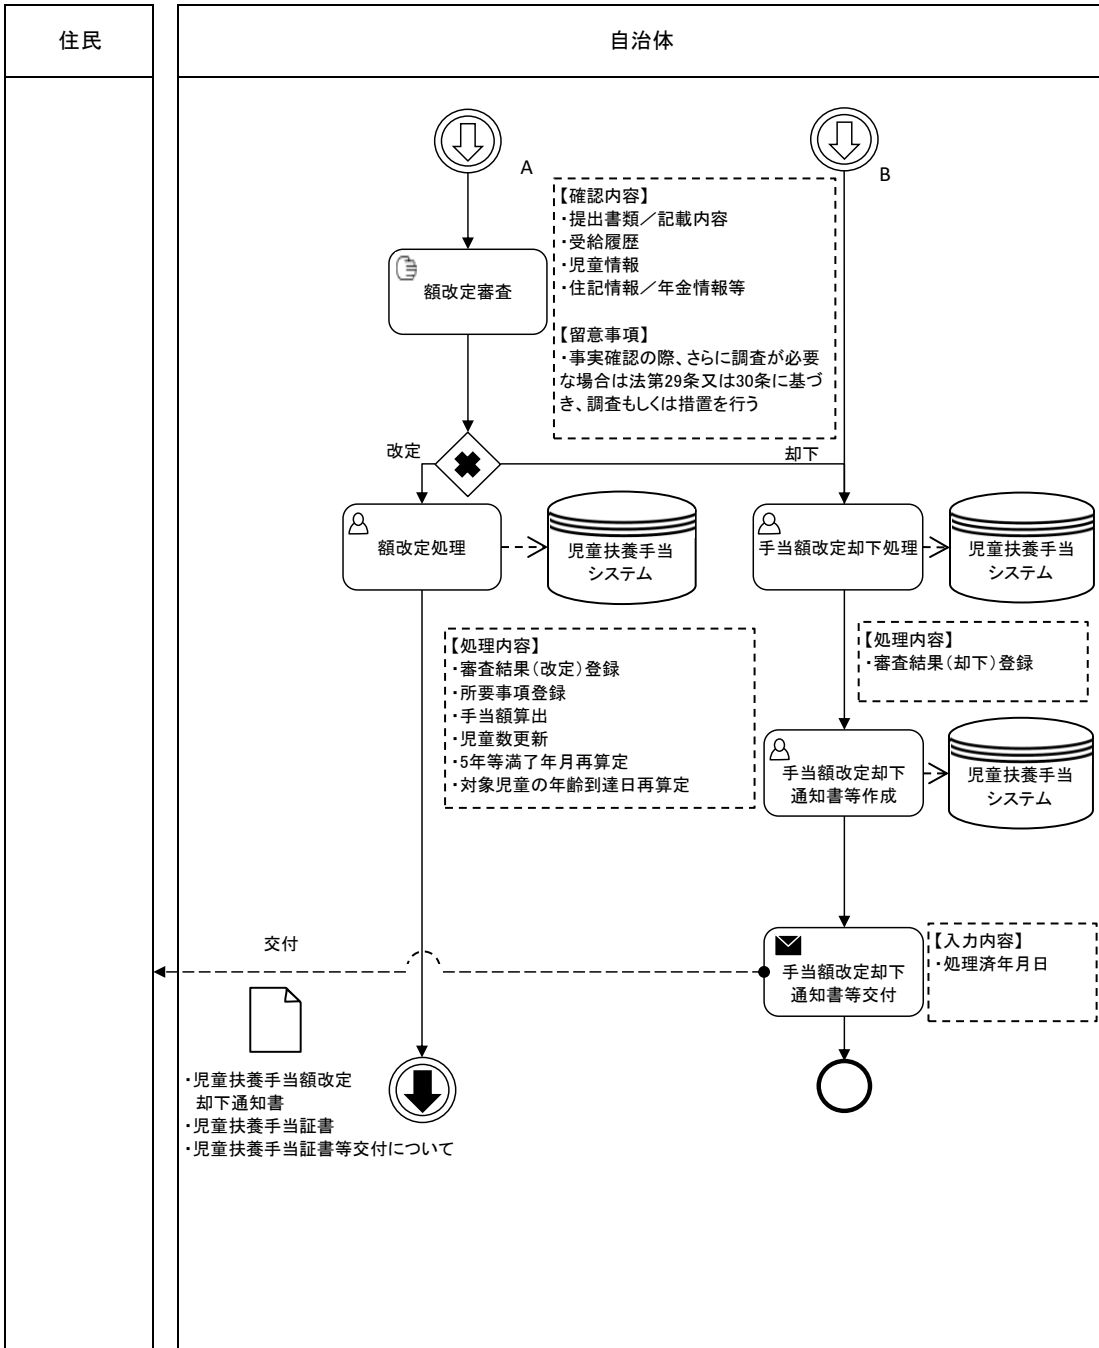 住民
自治体
A
B
【確認内容】
・提出書類／記載内容
・受給履歴
・児童情報
・住記情報／年金情報等
【留意事項】
・事実確認の際、さらに調査が必要
な場合は法第29条又は30条に基づ
き、調査もしくは措置を行う
額改定審査
改定
却下
額改定処理
児童扶養手当
システム
手当額改定却下処理
児童扶養手当
システム
【処理内容】
・審査結果（改定）登録
・所要事項登録
・手当額算出
・児童数更新
・5年等満了年月再算定
・対象児童の年齢到達日再算定
【処理内容】
・審査結果（却下）登録
手当額改定却下
通知書等作成
児童扶養手当
システム
交付
手当額改定却下
通知書等交付
【入力内容】
・処理済年月日
・児童扶養手当額改定
却下通知書
・児童扶養手当証書
・児童扶養手当証書等交付について